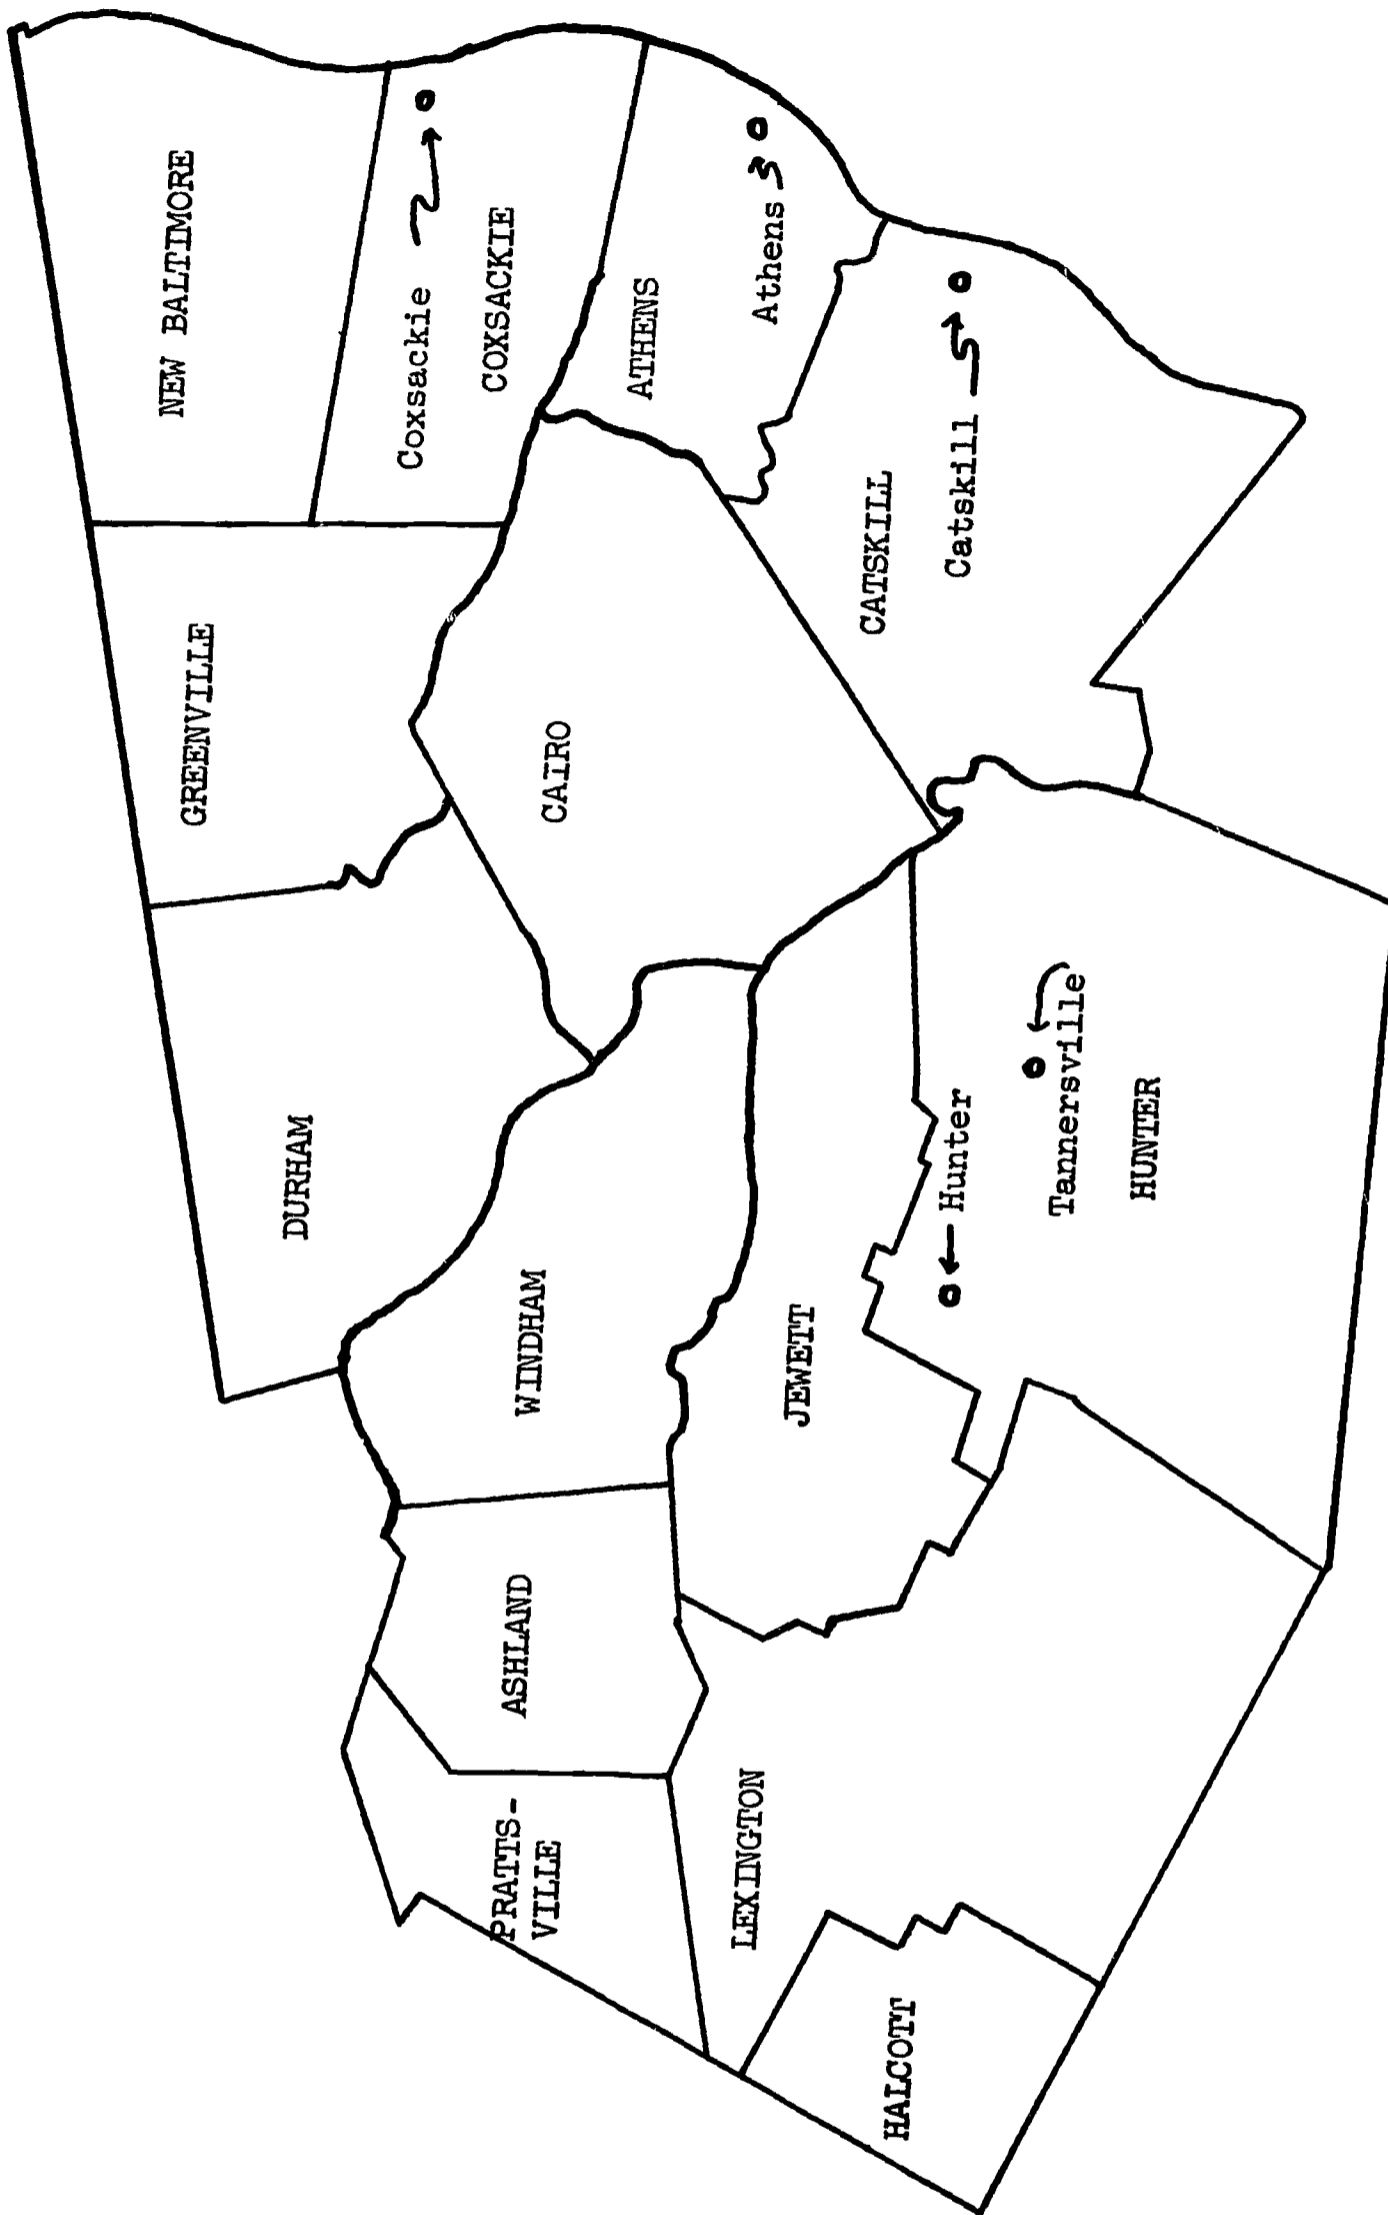 NEW BALTIMORE
GREENVILLE
DURHAM
Coxsackie
COXSACKIE
ATHENS
Athens
CAIRO
WINDHAM
ASHLAND
PRATTS-
VILLE
CATSKILL
Catskill
JEWETT
LEXINGTON
HALCOTT
Hunter
Tannersville
HUNTER